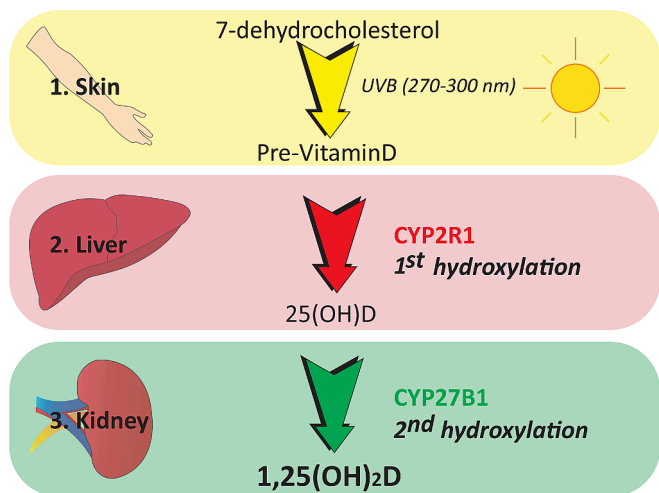 7-dehydrocholesterol
1. Skin
UVB (270-300 nm)
Pre-VitaminD
2. Liver
CYP2R1
1st hydroxylation
25(OH)D
3. Kidney
CYP27B1
2nd hydroxylation
1,25(OH)₂D